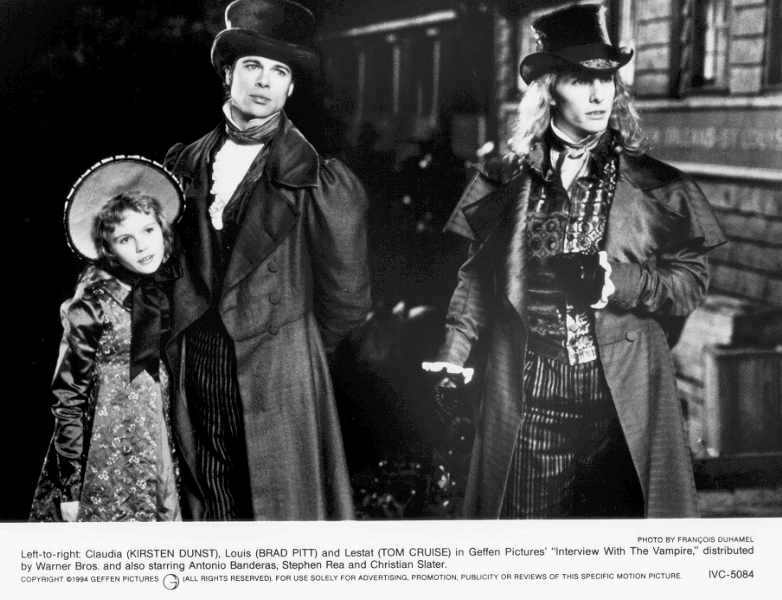 PHOTO BY FRANÇOIS DUHAMEL
Left-to-right: Claudia (KIRSTEN DUNST), Louis (BRAD PITT) and Lestat (TOM CRUISE) in Geffen Pictures' "Interview With The Vampire," distributed
by Warner Bros. and also starring Antonio Banderas, Stephen Rea and Christian Slater.
COPYRIGHT ©1994 GEFFEN PICTURES G (ALL RIGHTS RESERVED). FOR USE SOLELY FOR ADVERTISING, PROMOTION, PUBLICITY OR REVIEWS OF THIS SPECIFIC MOTION PICTURE. IVC-5084